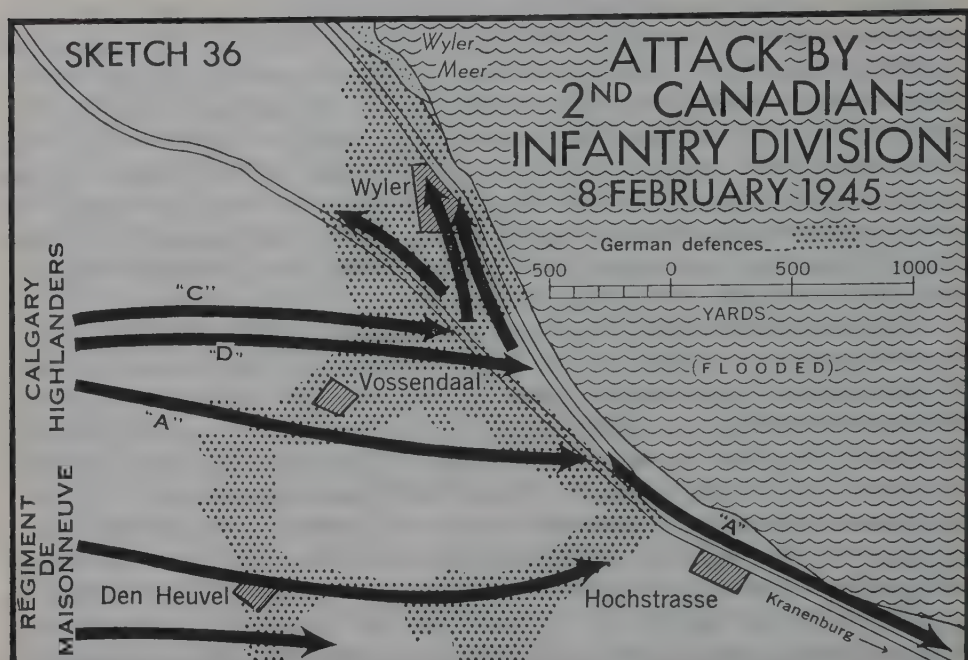 SKETCH 36
Wyler
Meer
ATTACK BY
2ND CANADIAN
INFANTRY DIVISION
8 FEBRUARY 1945
German defences
500 0 500 1000
YARDS
(FLOODED)
Wyler
CALGARY
HIGHLANDERS
"C"
"D"
Vossendaal
"A"
"A"
RÉGIMENT
DE
MAISONNEUVE
Den Heuvel
Hochstrasse
Kranenburg